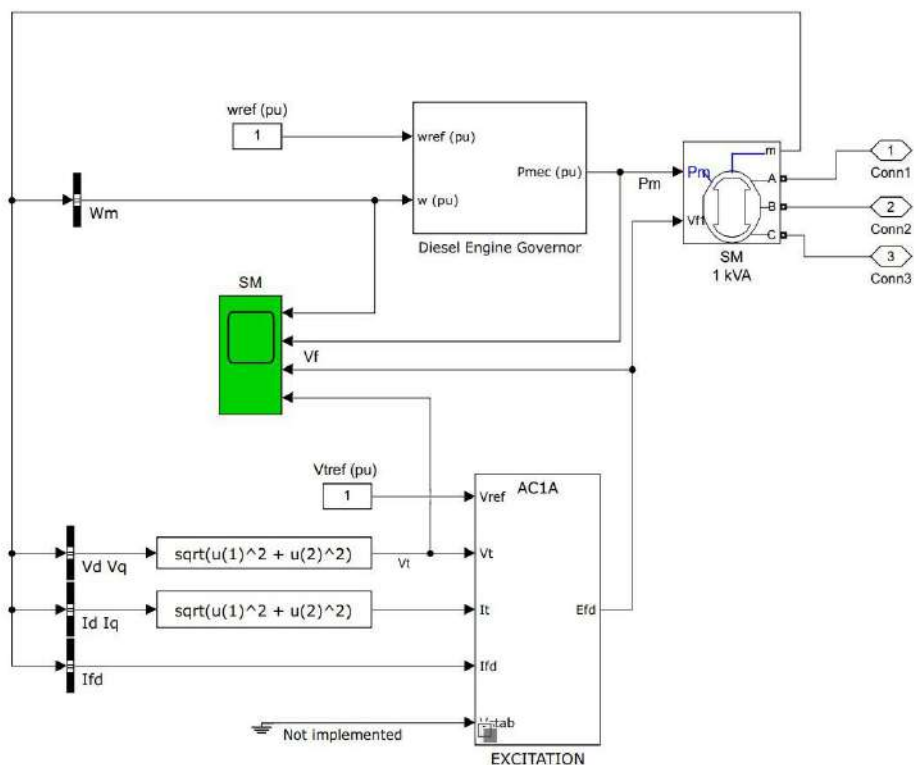 wref (pu)
1
wref (pu)
Pmec (pu)
w (pu)
Diesel Engine Governor
Wm
Pm
Pm
Vf1
m
A
B
C
SM
1 kVA
1
Conn1
2
Conn2
3
Conn3
SM
Vf
Vtref (pu)
1
AC1A
Vref
Vt
It
Efd
Ifd
Not implemented
EXCITATION
Vd Vq
sqrt(u(1)^2 + u(2)^2)
Vt
Id Iq
sqrt(u(1)^2 + u(2)^2)
Ifd